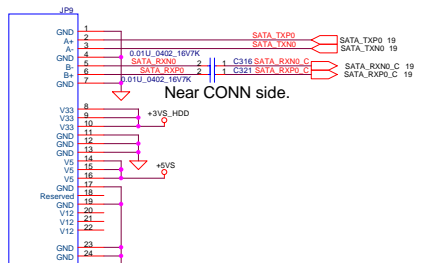 JP9
GND 1
A+ 2 SATA_TXP0 SATA_TXP0 19
A- 3 SATA_TXN0 SATA_TXN0 19
GND 4 0.01U_0402_16V7K
B- 5 SATA_RXN0 2 1 C316 SATA_RXN0_C SATA_RXN0_C 19
B+ 6 SATA_RXP0 2 1 C321 SATA_RXP0_C SATA_RXP0_C 19
GND 7 0.01U_0402_16V7K
Near CONN side.
V33 8
V33 9 +3VS_HDD
V33 10
GND 11
GND 12
GND 13
V5 14
V5 15 +5VS
V5 16
GND 17
Reserved 18
GND 19
V12 20
V12 21
V12 22
GND 23
GND 24